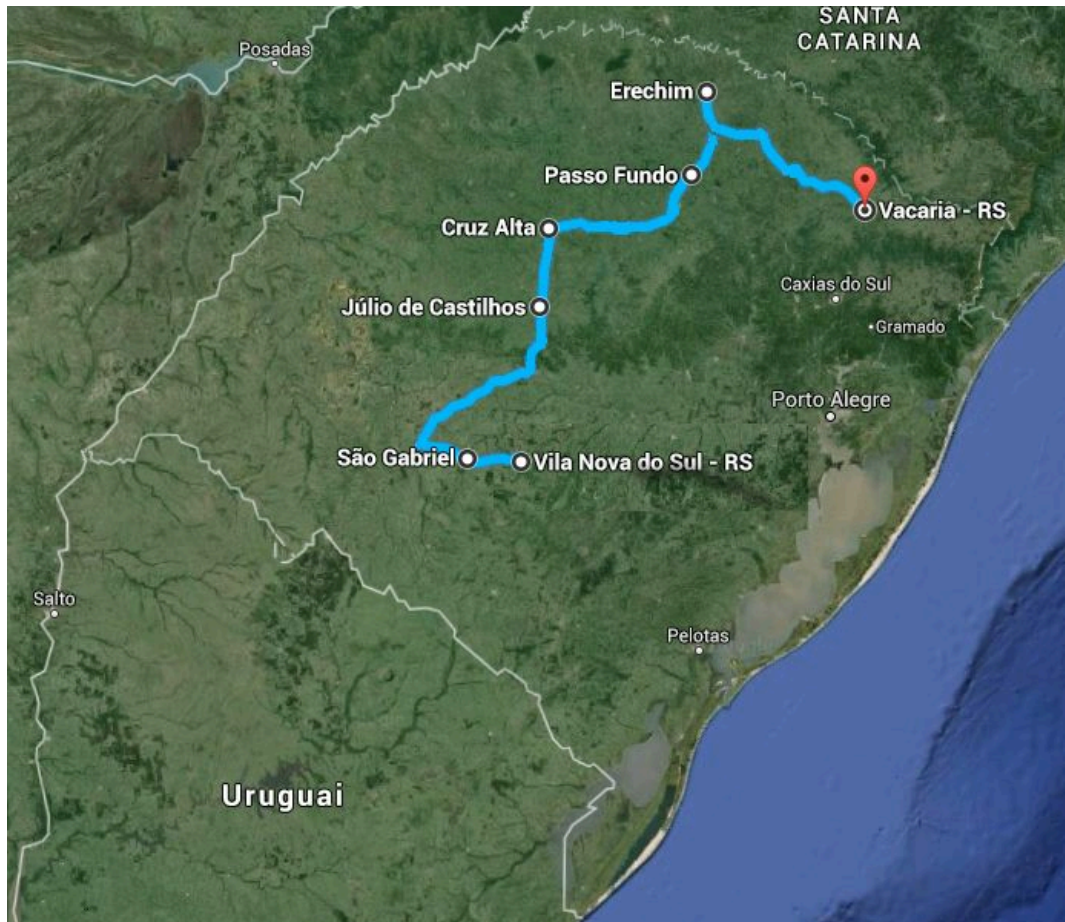 SANTA
CATARINA
Posadas
Erechim
Passo Fundo
Vacaria - RS
Cruz Alta
Caxias do Sul
Júlio de Castilhos
Gramado
Porto Alegre
São Gabriel
Vila Nova do Sul - RS
Salto
Pelotas
Uruguai